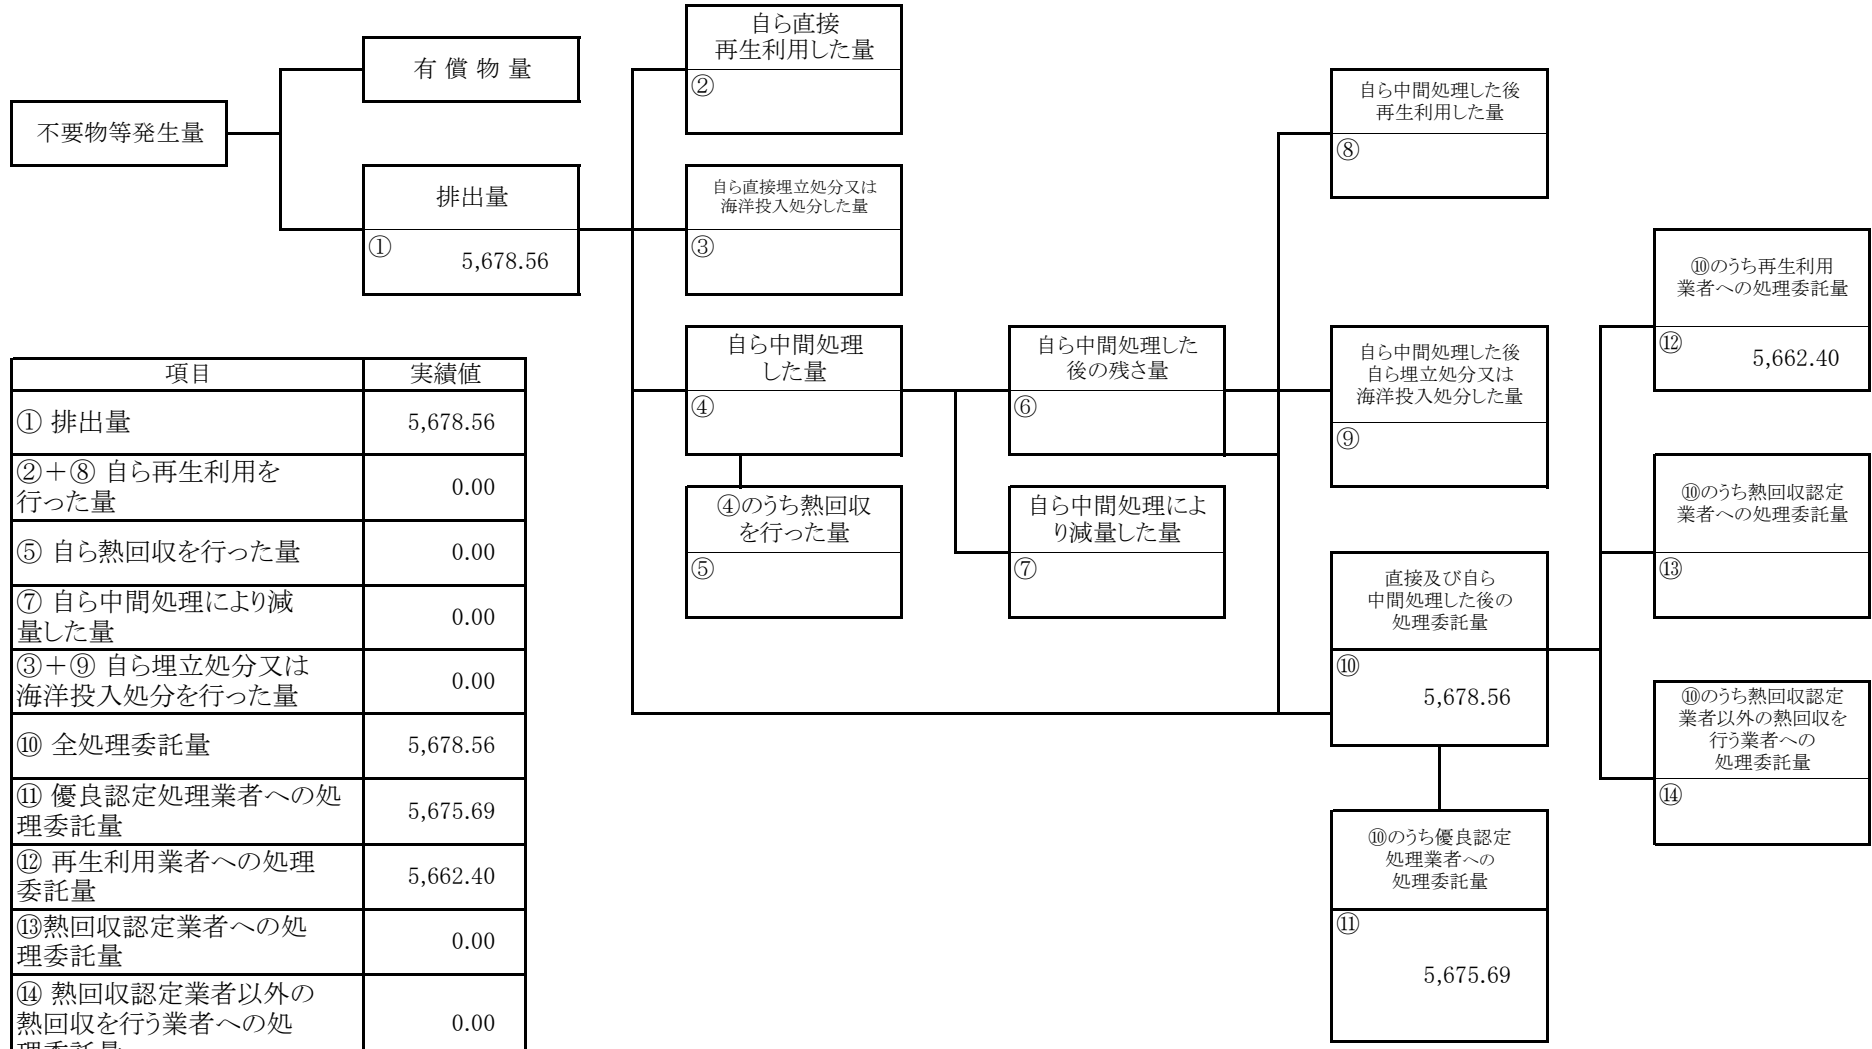 不要物等発生量
有 償 物 量
排出量
①
5,678.56
自ら直接
再生利用した量
②
自ら直接埋立処分又は
海洋投入処分した量
③
自ら中間処理
した量
④
④のうち熱回収
を行った量
⑤
自ら中間処理した
後の残さ量
⑥
自ら中間処理によ
り減量した量
⑦
自ら中間処理した後
再生利用した量
⑧
自ら中間処理した後
自ら埋立処分又は
海洋投入処分した量
⑨
直接及び自ら
中間処理した後の
処理委託量
⑩
5,678.56
⑩のうち優良認定
処理業者への
処理委託量
⑪
5,675.69
⑩のうち再生利用
業者への処理委託量
⑫
5,662.40
⑩のうち熱回収認定
業者への処理委託量
⑬
⑩のうち熱回収認定
業者以外の熱回収を
行う業者への
処理委託量
⑭
項目 実績値
① 排出量 5,678.56
②+⑧ 自ら再生利用を
行った量
0.00
⑤ 自ら熱回収を行った量 0.00
⑦ 自ら中間処理により減
量した量
0.00
③+⑨ 自ら埋立処分又は
海洋投入処分を行った量
0.00
⑩ 全処理委託量 5,678.56
⑪ 優良認定処理業者への処
理委託量
5,675.69
⑫ 再生利用業者への処理
委託量
5,662.40
⑬熱回収認定業者への処
理委託量
0.00
⑭ 熱回収認定業者以外の
熱回収を行う業者への処
理委託量
0.00